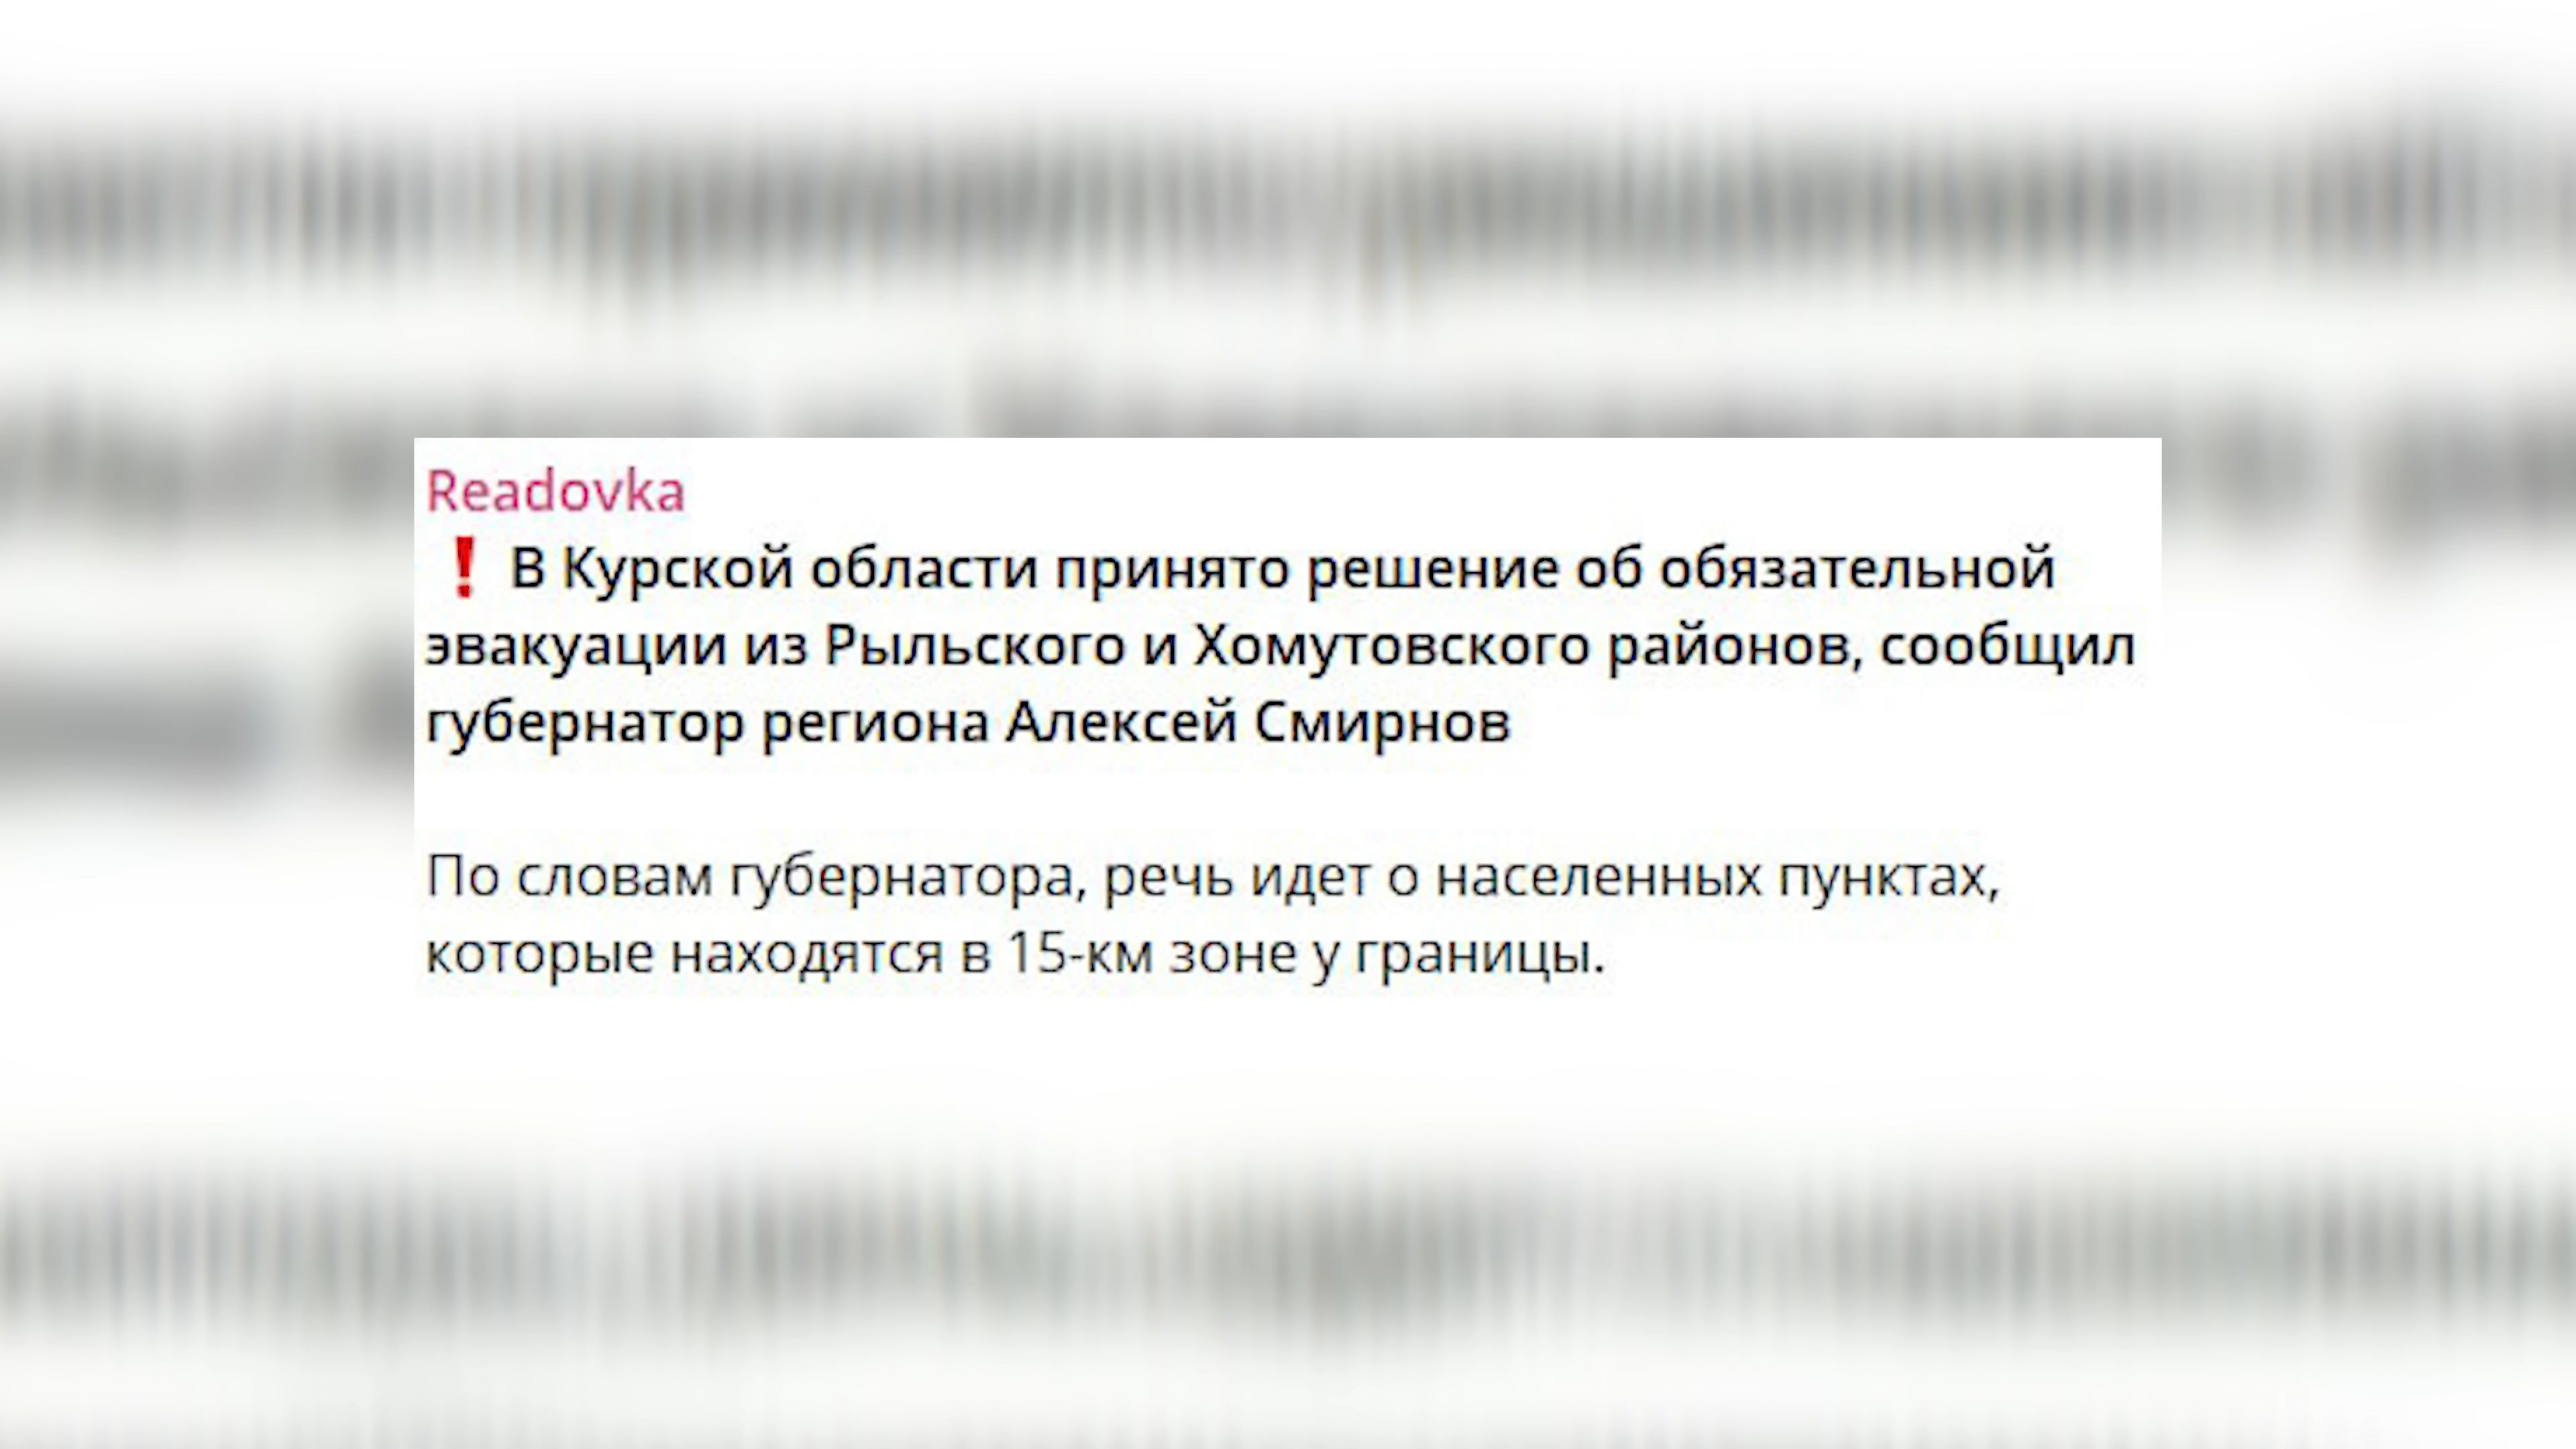 Readovka
❗ В Курской области принято решение об обязательной
эвакуации из Рыльского и Хомутовского районов, сообщил
губернатор региона Алексей Смирнов
По словам губернатора, речь идет о населенных пунктах,
которые находятся в 15-км зоне у границы.